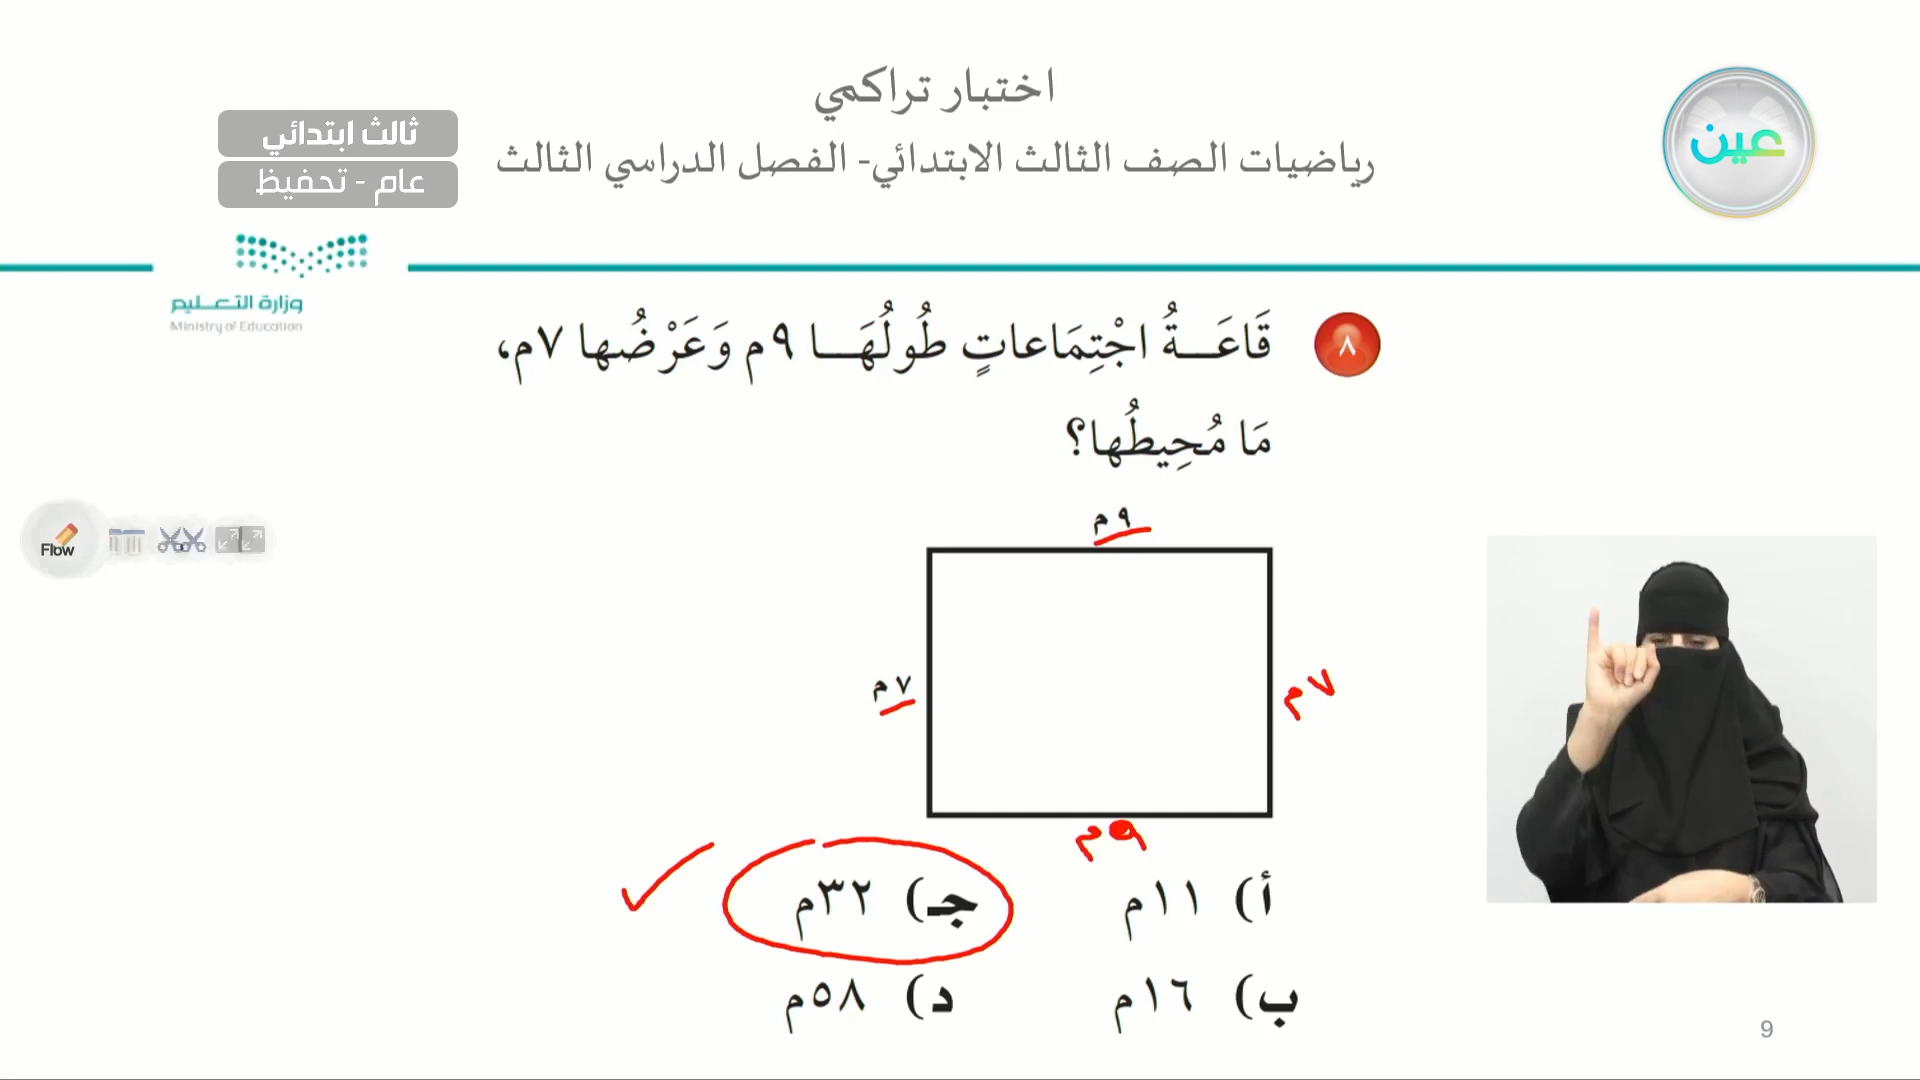 اختبار تراكمي
رياضيات الصف الثالث الابتدائي- الفصل الدراسي الثالث
ثالث ابتدائي
عام - تحفيظ
عين
وزارة التعليم
Ministry of Education
٨ قَاعَةُ اجْتِمَاعاتٍ طُولُهَا ٩م وَعَرْضُها ٧م،
مَا مُحِيطُها؟
٩م
٧م
٧م
٩م
أ) ١١م
جـ) ٣٢م
ب) ١٦م
د) ٥٨م
Flow
9